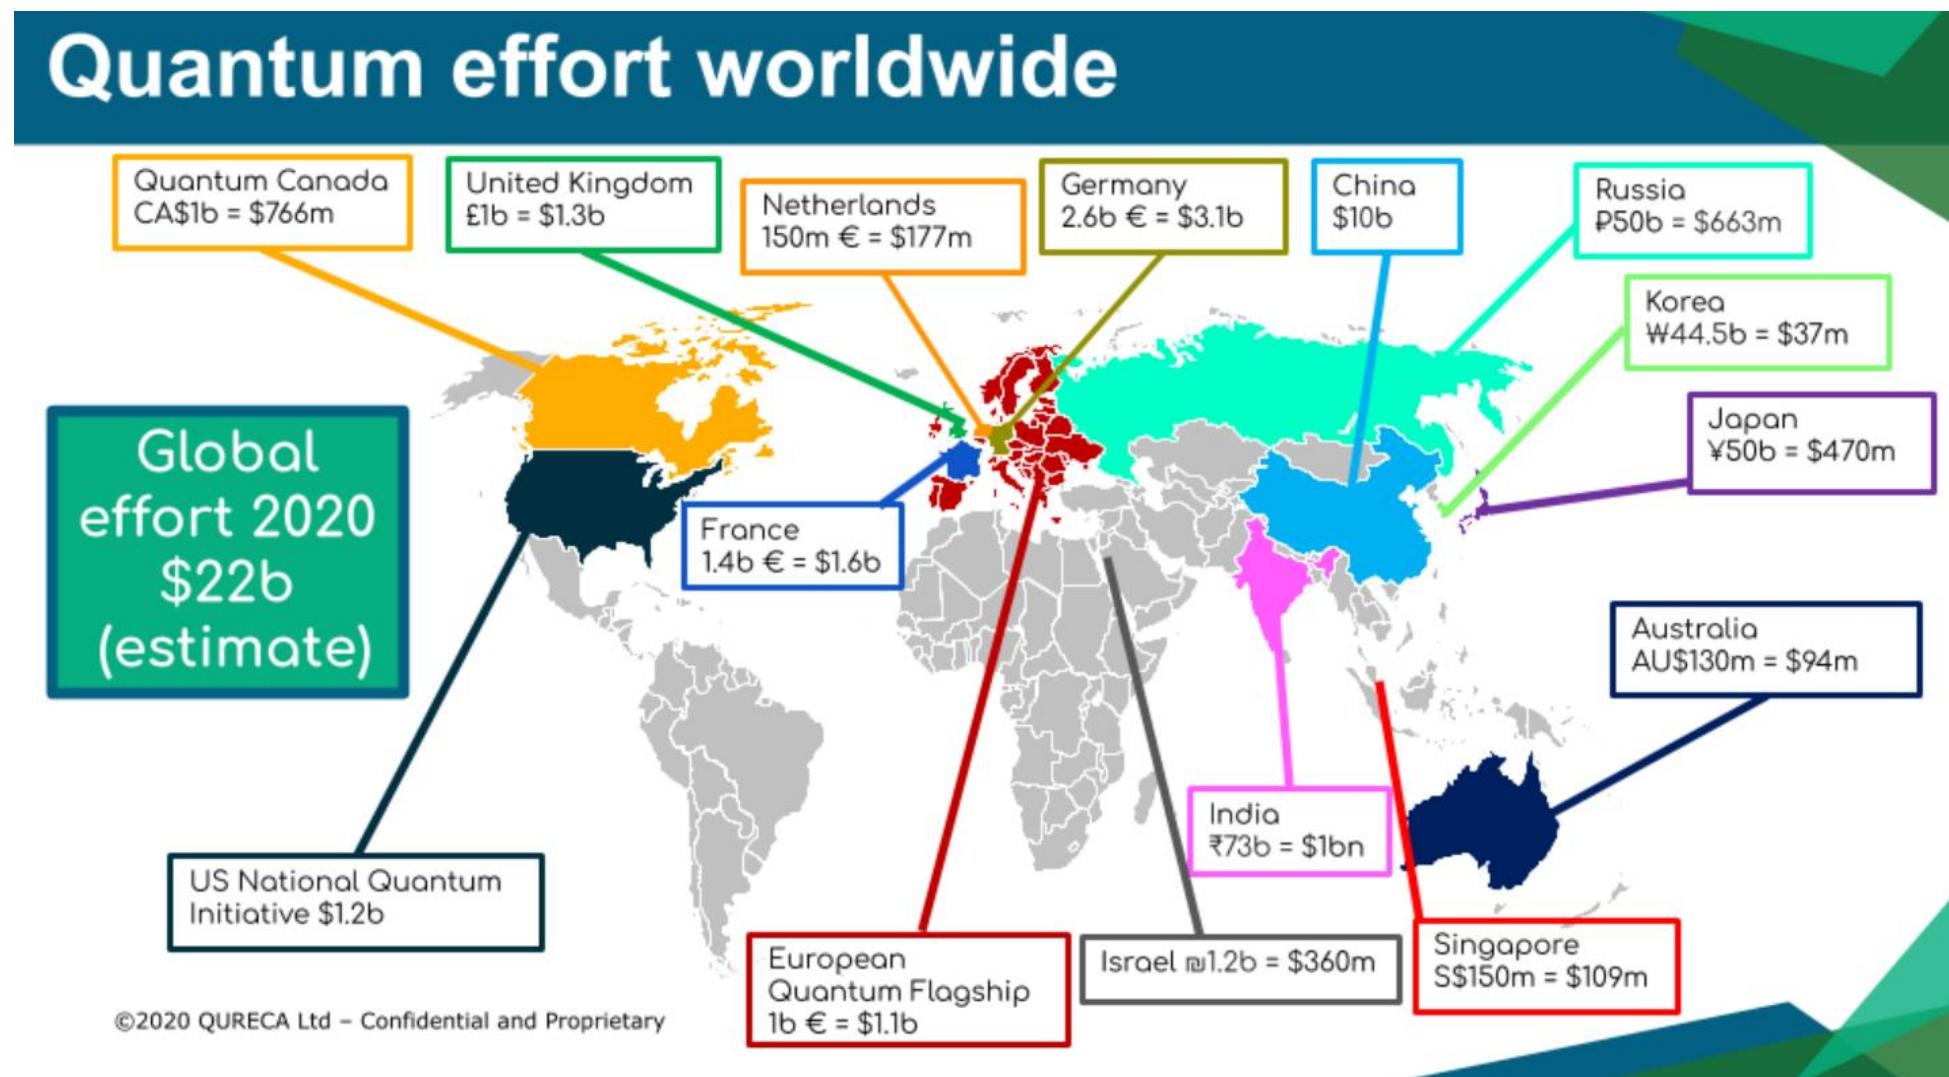 Quantum effort worldwide
Quantum Canada
CA$1b = $766m
United Kingdom
£1b = $1.3b
Netherlands
150m € = $177m
Germany
2.6b € = $3.1b
China
$10b
Russia
₽50b = $663m
Korea
₩44.5b = $37m
Japan
¥50b = $470m
Global
effort 2020
$22b
(estimate)
France
1.4b € = $1.6b
Australia
AU$130m = $94m
India
₹73b = $1bn
US National Quantum
Initiative $1.2b
European
Quantum Flagship
1b € = $1.1b
Israel ₪1.2b = $360m
Singapore
S$150m = $109m
©2020 QURECA Ltd – Confidential and Proprietary